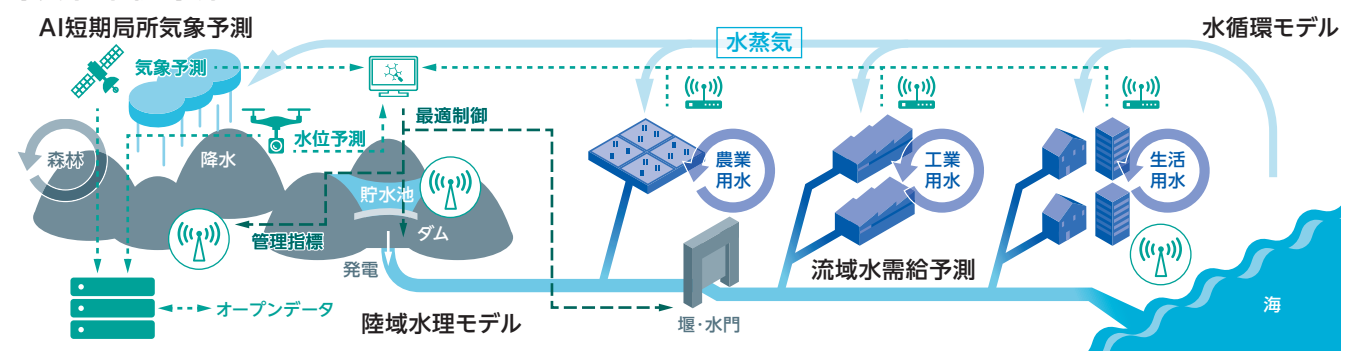 AI短期局所気象予測
水循環モデル
水蒸気
気象予測
最適制御
水位予測
森林
降水
農業
用水
工業
用水
生活
用水
貯水池
管理指標
ダム
発電
流域水需給予測
オープンデータ
陸域水理モデル
堰・水門
海